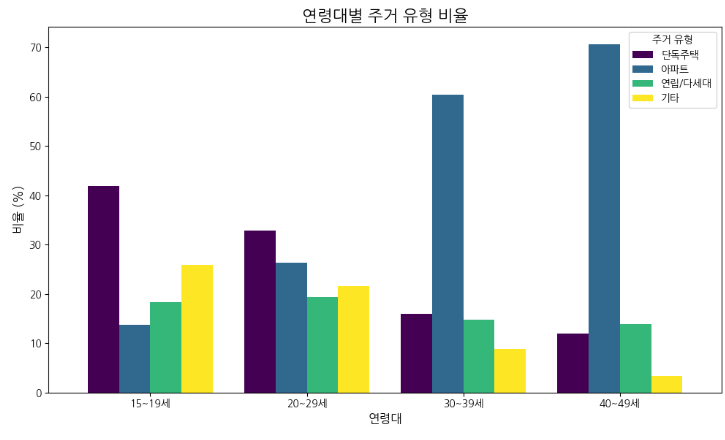 연령대별 주거 유형 비율
주거 유형
단독주택
아파트
연립/다세대
기타
비율 (%)
70
60
50
40
30
20
10
0
15~19세
20~29세
30~39세
40~49세
연령대